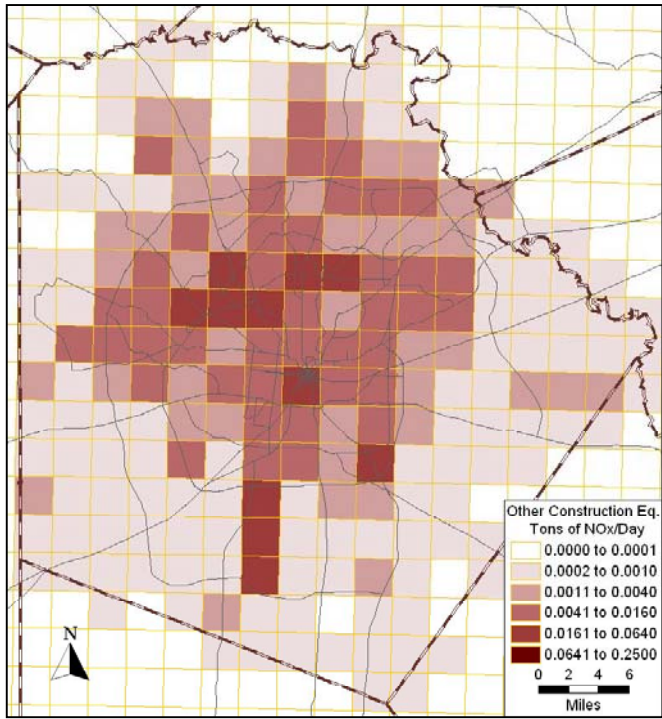 Other Construction Eq.
Tons of NOx/Day
0.0000 to 0.0001
0.0002 to 0.0010
0.0011 to 0.0040
0.0041 to 0.0160
0.0161 to 0.0640
0.0641 to 0.2500
N
0 2 4 6
Miles